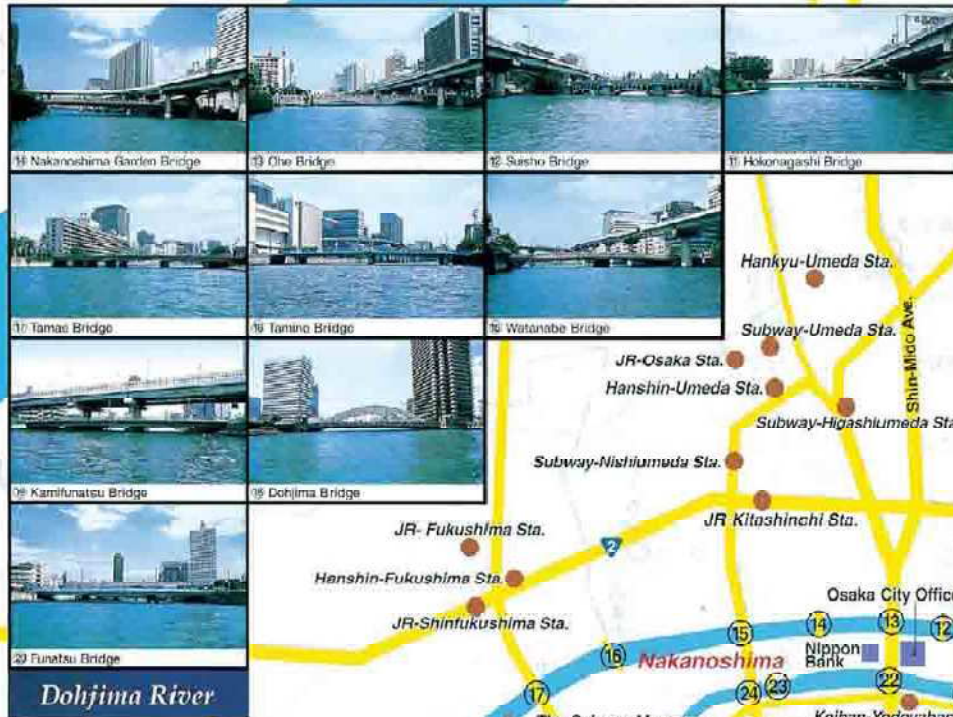 ⑭ Nakanoshima Garden Bridge
⑬ Ohe Bridge
⑫ Suisho Bridge
⑪ Hokonagashi Bridge
⑰ Tamae Bridge
⑯ Tamino Bridge
⑮ Watanabe Bridge
⑲ Kamifunatsu Bridge
⑱ Dohjima Bridge
⑳ Funatsu Bridge
Dohjima River
Hankyu-Umeda Sta.
Subway-Umeda Sta.
JR-Osaka Sta.
Hanshin-Umeda Sta.
Shin-Mido Ave.
Subway-Higashiumeda Sta.
Subway-Nishiumeda Sta.
JR Kitashinchi Sta.
JR- Fukushima Sta.
2
Hanshin-Fukushima Sta.
JR-Shinfukushima Sta.
Osaka City Office
⑮ ⑭ ⑬ ⑫
⑯
Nakanoshima
Nippon
Bank
⑰ ㉔ ㉓ ㉒